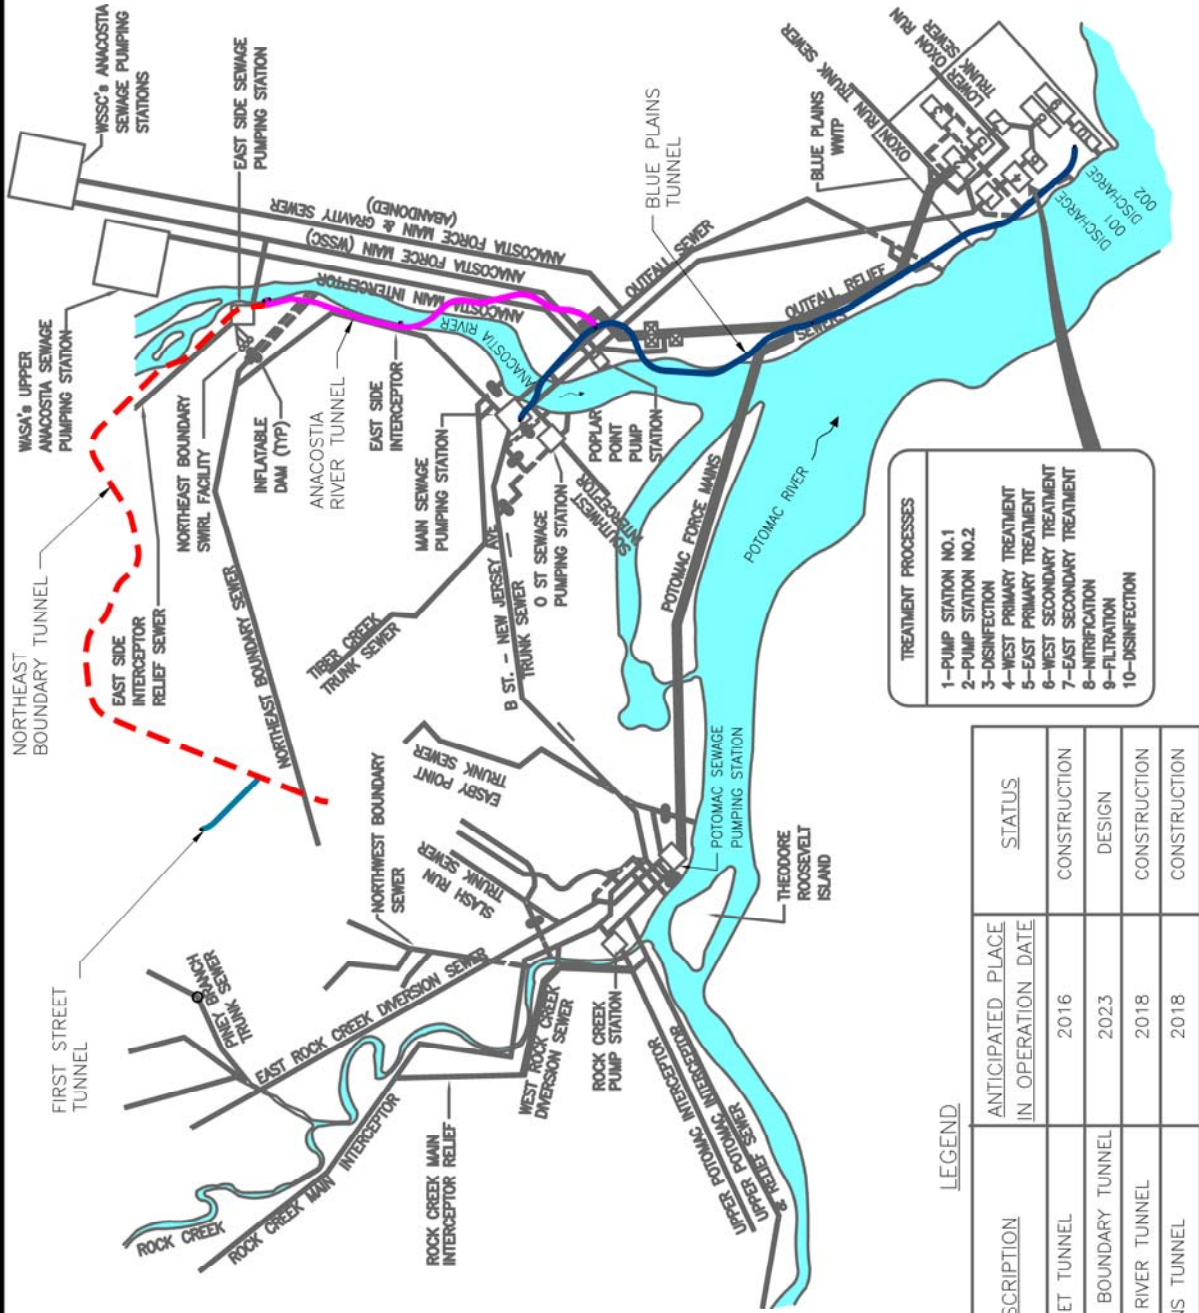 WSSC's ANACOSTIA
SEWAGE PUMPING
STATIONS
EAST SIDE SEWAGE
PUMPING STATION
WASA's UPPER
ANACOSTIA SEWAGE
PUMPING STATION
ANACOSTIA FORCE MAIN & GRAVITY SEWER
(ABANDONED)
ANACOSTIA FORCE MAIN (WSSC)
ANACOSTIA MAIN INTERCEPTOR
ANACOSTIA RIVER
ANACOSTIA
OUTFALL SEWER
BLUE PLAINS
TUNNEL
BLUE PLAINS
WWTP
OXON RUN TRUNK SEWER
LOWER OXON RUN
TRUNK SEWER
OXON RUN
SEWER
OUTFALL RELIEF
SEWERS
DISCHARGE
001
DISCHARGE
002
NORTHEAST
BOUNDARY TUNNEL
EAST SIDE
INTERCEPTOR
RELIEF SEWER
NORTHEAST BOUNDARY
SWIRL FACILITY
INFLATABLE
DAM (TYP)
ANACOSTIA
RIVER TUNNEL
EAST SIDE
INTERCEPTOR
MAIN SEWAGE
PUMPING STATION
O ST SEWAGE
PUMPING STATION
POPLAR
POINT
PUMP
STATION
SOUTHWEST
INTERCEPTOR
NORTHEAST BOUNDARY SEWER
TIBER CREEK
TRUNK SEWER
B ST. - NEW JERSEY AVE
TRUNK SEWER
POTOMAC FORCE MAINS
POTOMAC RIVER
EASBY POINT
TRUNK SEWER
SLASH RUN
TRUNK SEWER
NORTHWEST BOUNDARY
SEWER
POTOMAC SEWAGE
PUMPING STATION
THEODORE
ROOSEVELT
ISLAND
FIRST STREET
TUNNEL
PINEY BRANCH
TRUNK SEWER
EAST ROCK CREEK DIVERSION SEWER
WEST ROCK CREEK
DIVERSION SEWER
ROCK CREEK
PUMP STATION
ROCK CREEK
ROCK CREEK MAIN INTERCEPTOR
ROCK CREEK MAIN
INTERCEPTOR RELIEF
UPPER POTOMAC INTERCEPTOR
UPPER POTOMAC INTERCEPTOR
& RELIEF SEWER
TREATMENT PROCESSES
1-PUMP STATION NO.1
2-PUMP STATION NO.2
3-DISINFECTION
4-WEST PRIMARY TREATMENT
5-EAST PRIMARY TREATMENT
6-WEST SECONDARY TREATMENT
7-EAST SECONDARY TREATMENT
8-NITRIFICATION
9-FILTRATION
10-DISINFECTION
LEGEND
SCRIPTION ANTICIPATED PLACE STATUS
IN OPERATION DATE
ET TUNNEL 2016 CONSTRUCTION
BOUNDARY TUNNEL 2023 DESIGN
RIVER TUNNEL 2018 CONSTRUCTION
NS TUNNEL 2018 CONSTRUCTION